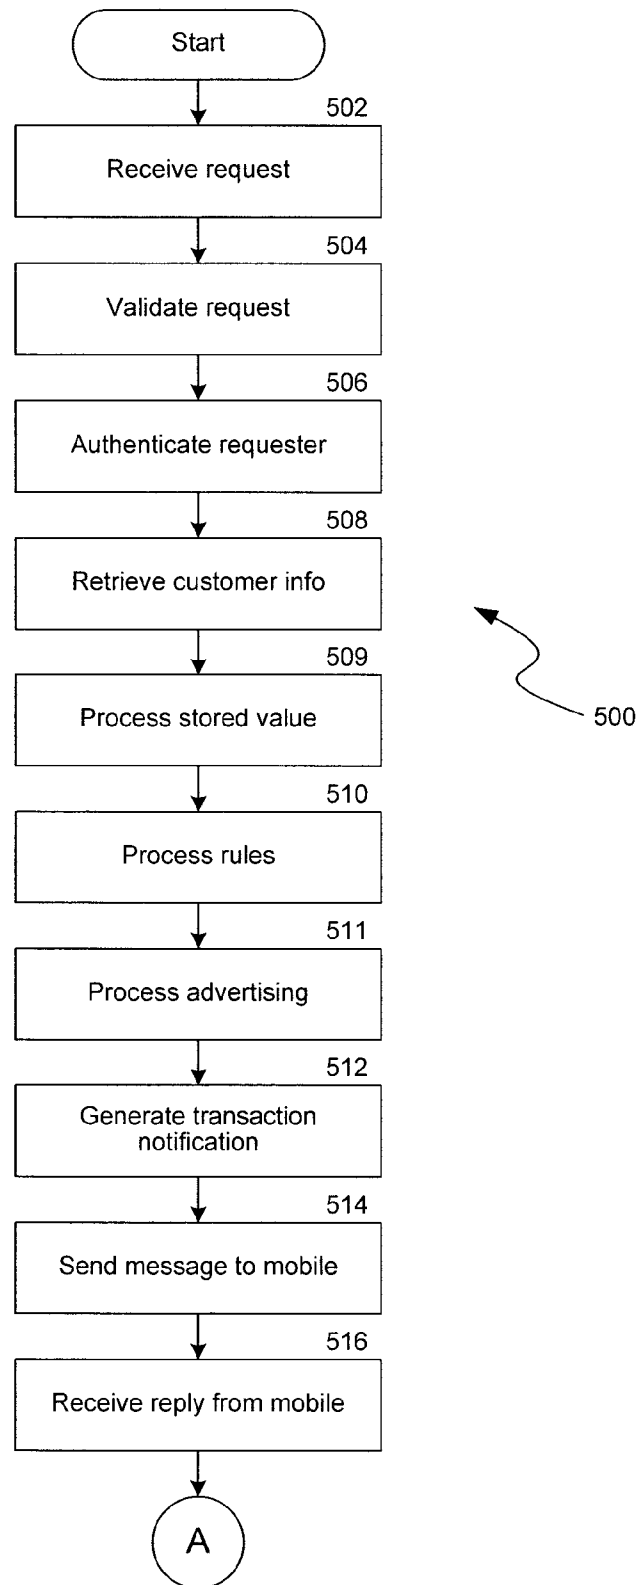 Start
502
Receive request
504
Validate request
506
Authenticate requester
508
Retrieve customer info
509
Process stored value
500
510
Process rules
511
Process advertising
512
Generate transaction
notification
514
Send message to mobile
516
Receive reply from mobile
A